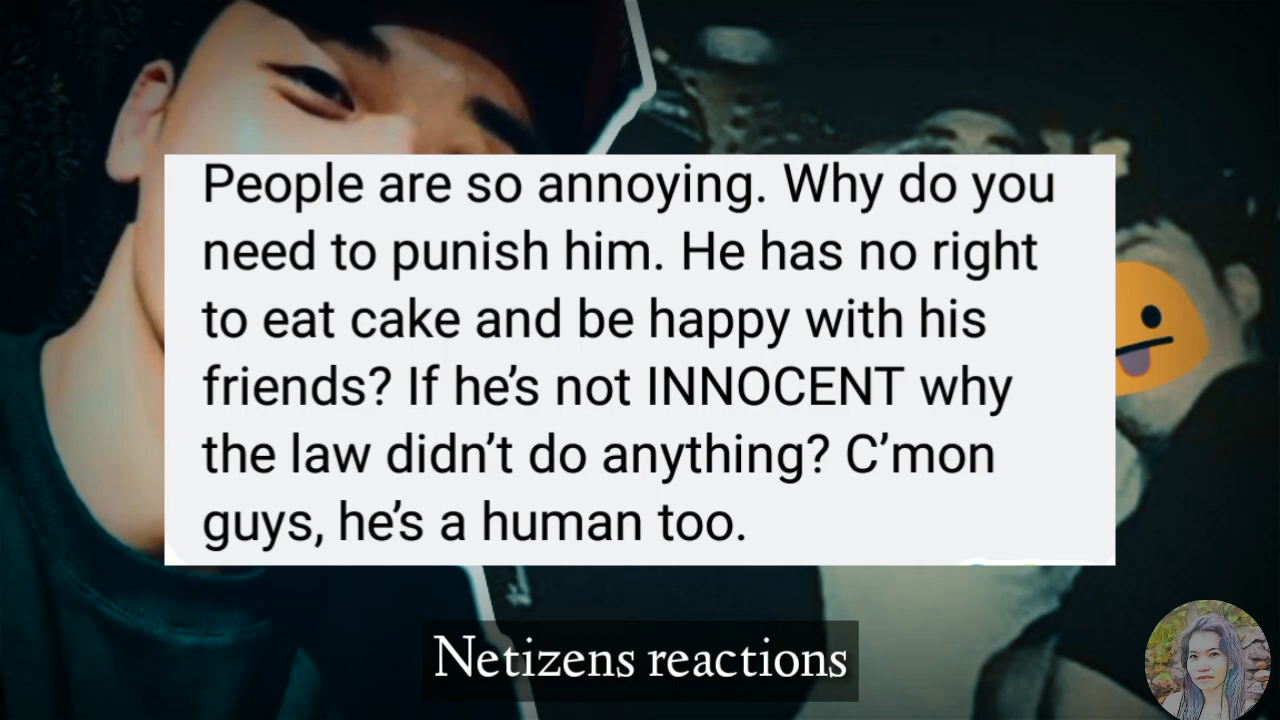 People are so annoying. Why do you
need to punish him. He has no right
to eat cake and be happy with his
friends? If he’s not INNOCENT why
the law didn’t do anything? C’mon
guys, he’s a human too.
Netizens reactions